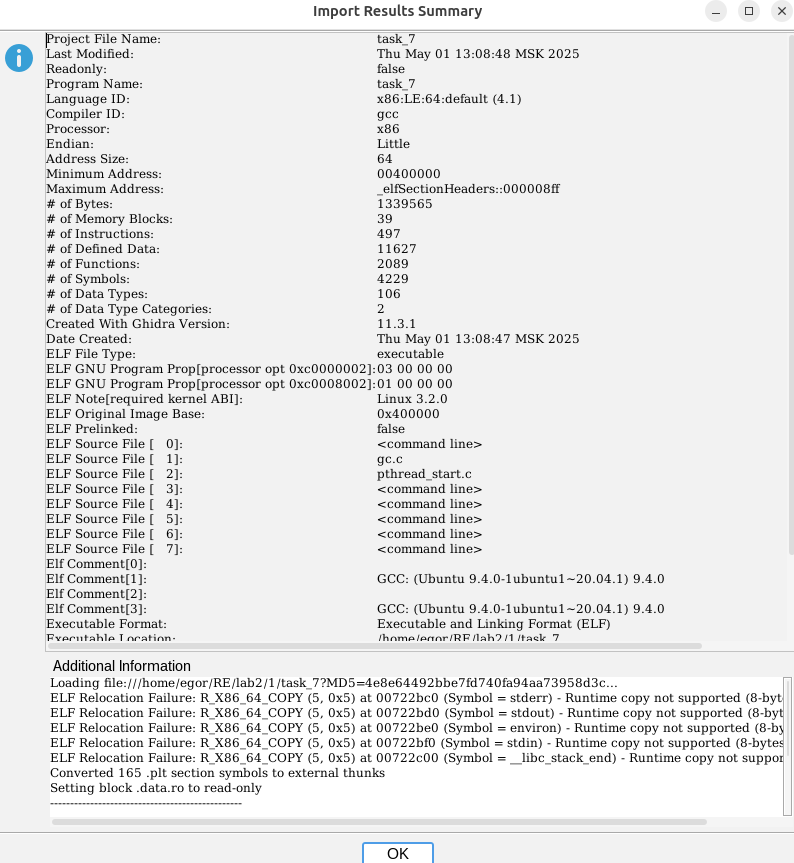 Import Results Summary
Project File Name: task_7
Last Modified: Thu May 01 13:08:48 MSK 2025
Readonly: false
Program Name: task_7
Language ID: x86:LE:64:default (4.1)
Compiler ID: gcc
Processor: x86
Endian: Little
Address Size: 64
Minimum Address: 00400000
Maximum Address: _elfSectionHeaders::000008ff
# of Bytes: 1339565
# of Memory Blocks: 39
# of Instructions: 497
# of Defined Data: 11627
# of Functions: 2089
# of Symbols: 4229
# of Data Types: 106
# of Data Type Categories: 2
Created With Ghidra Version: 11.3.1
Date Created: Thu May 01 13:08:47 MSK 2025
ELF File Type: executable
ELF GNU Program Prop[processor opt 0xc0000002]: 03 00 00 00
ELF GNU Program Prop[processor opt 0xc0008002]: 01 00 00 00
ELF Note[required kernel ABI]: Linux 3.2.0
ELF Original Image Base: 0x400000
ELF Prelinked: false
ELF Source File [   0]: <command line>
ELF Source File [   1]: gc.c
ELF Source File [   2]: pthread_start.c
ELF Source File [   3]: <command line>
ELF Source File [   4]: <command line>
ELF Source File [   5]: <command line>
ELF Source File [   6]: <command line>
ELF Source File [   7]: <command line>
Elf Comment[0]:
Elf Comment[1]: GCC: (Ubuntu 9.4.0-1ubuntu1~20.04.1) 9.4.0
Elf Comment[2]:
Elf Comment[3]: GCC: (Ubuntu 9.4.0-1ubuntu1~20.04.1) 9.4.0
Executable Format: Executable and Linking Format (ELF)
Executable Location: /home/egor/RE/lab2/1/task_7
Additional Information
Loading file:///home/egor/RE/lab2/1/task_7?MD5=4e8e64492bbe7fd740fa94aa73958d3c...
ELF Relocation Failure: R_X86_64_COPY (5, 0x5) at 00722bc0 (Symbol = stderr) - Runtime copy not supported (8-byt
ELF Relocation Failure: R_X86_64_COPY (5, 0x5) at 00722bd0 (Symbol = stdout) - Runtime copy not supported (8-byt
ELF Relocation Failure: R_X86_64_COPY (5, 0x5) at 00722be0 (Symbol = environ) - Runtime copy not supported (8-by
ELF Relocation Failure: R_X86_64_COPY (5, 0x5) at 00722bf0 (Symbol = stdin) - Runtime copy not supported (8-bytes
ELF Relocation Failure: R_X86_64_COPY (5, 0x5) at 00722c00 (Symbol = __libc_stack_end) - Runtime copy not suppor
Converted 165 .plt section symbols to external thunks
Setting block .data.ro to read-only
------------------------------------------------
OK